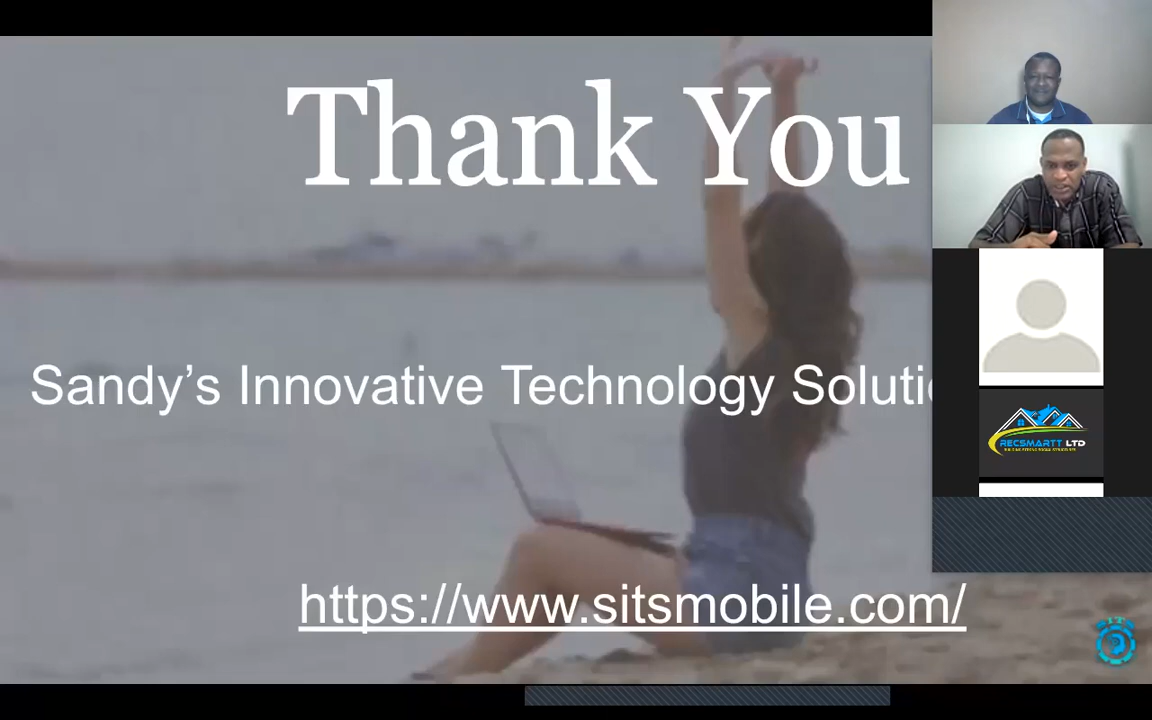 Thank You
Sandy’s Innovative Technology Soluti
https://www.sitsmobile.com/
RECSMARTT LTD